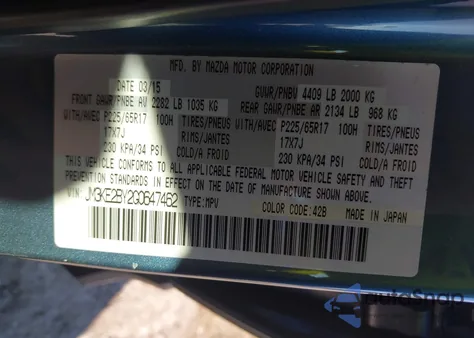 MFD. BY MAZDA MOTOR CORPORATION
DATE 03/15 GVWR/PNBV 4409 LB 2000 KG
FRONT GAWR/PNBE AV 2282 LB 1035 KG REAR GAWR/PNBE AR 2134 LB 968 KG
WITH/AVEC P225/65R17 100H TIRES/PNEUS WITH/AVEC P225/65R17 100H TIRES/PNEUS
17X7J RIMS/JANTES 17X7J RIMS/JANTES
230 KPA/34 PSI COLD/A FROID 230 KPA/34 PSI COLD/A FROID
THIS VEHICLE CONFORMS TO ALL APPLICABLE FEDERAL MOTOR VEHICLE SAFETY AND THEFT
PREVENTION STANDARDS IN EFFECT ON THE DATE OF MANUFACTURE SHOWN ABOVE.
VIN: JM3KE2BY2G0647462 TYPE:MPV COLOR CODE:42B MADE IN JAPAN
AutoSnap